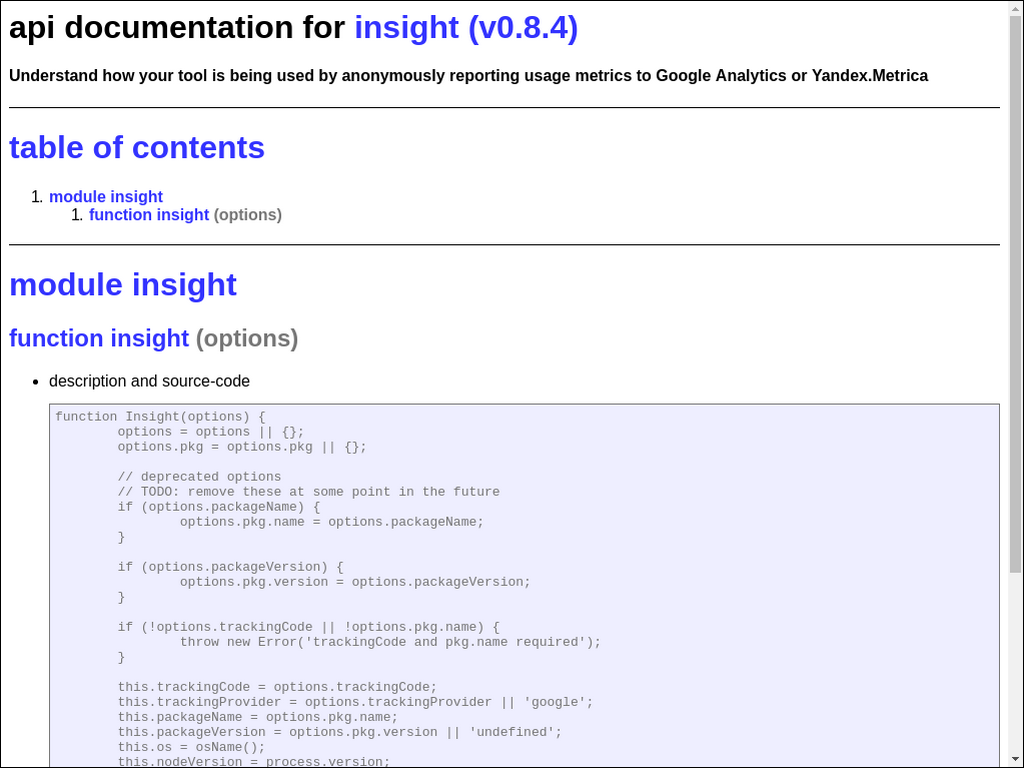 api documentation for insight (v0.8.4)
Understand how your tool is being used by anonymously reporting usage metrics to Google Analytics or Yandex.Metrica
table of contents
1. module insight
1. function insight (options)
module insight
function insight (options)
• description and source-code
function Insight(options) {
options = options || {};
options.pkg = options.pkg || {};
// deprecated options
// TODO: remove these at some point in the future
if (options.packageName) {
options.pkg.name = options.packageName;
}
if (options.packageVersion) {
options.pkg.version = options.packageVersion;
}
if (!options.trackingCode || !options.pkg.name) {
throw new Error('trackingCode and pkg.name required');
}
this.trackingCode = options.trackingCode;
this.trackingProvider = options.trackingProvider || 'google';
this.packageName = options.pkg.name;
this.packageVersion = options.pkg.version || 'undefined';
this.os = osName();
this.nodeVersion = process.version;